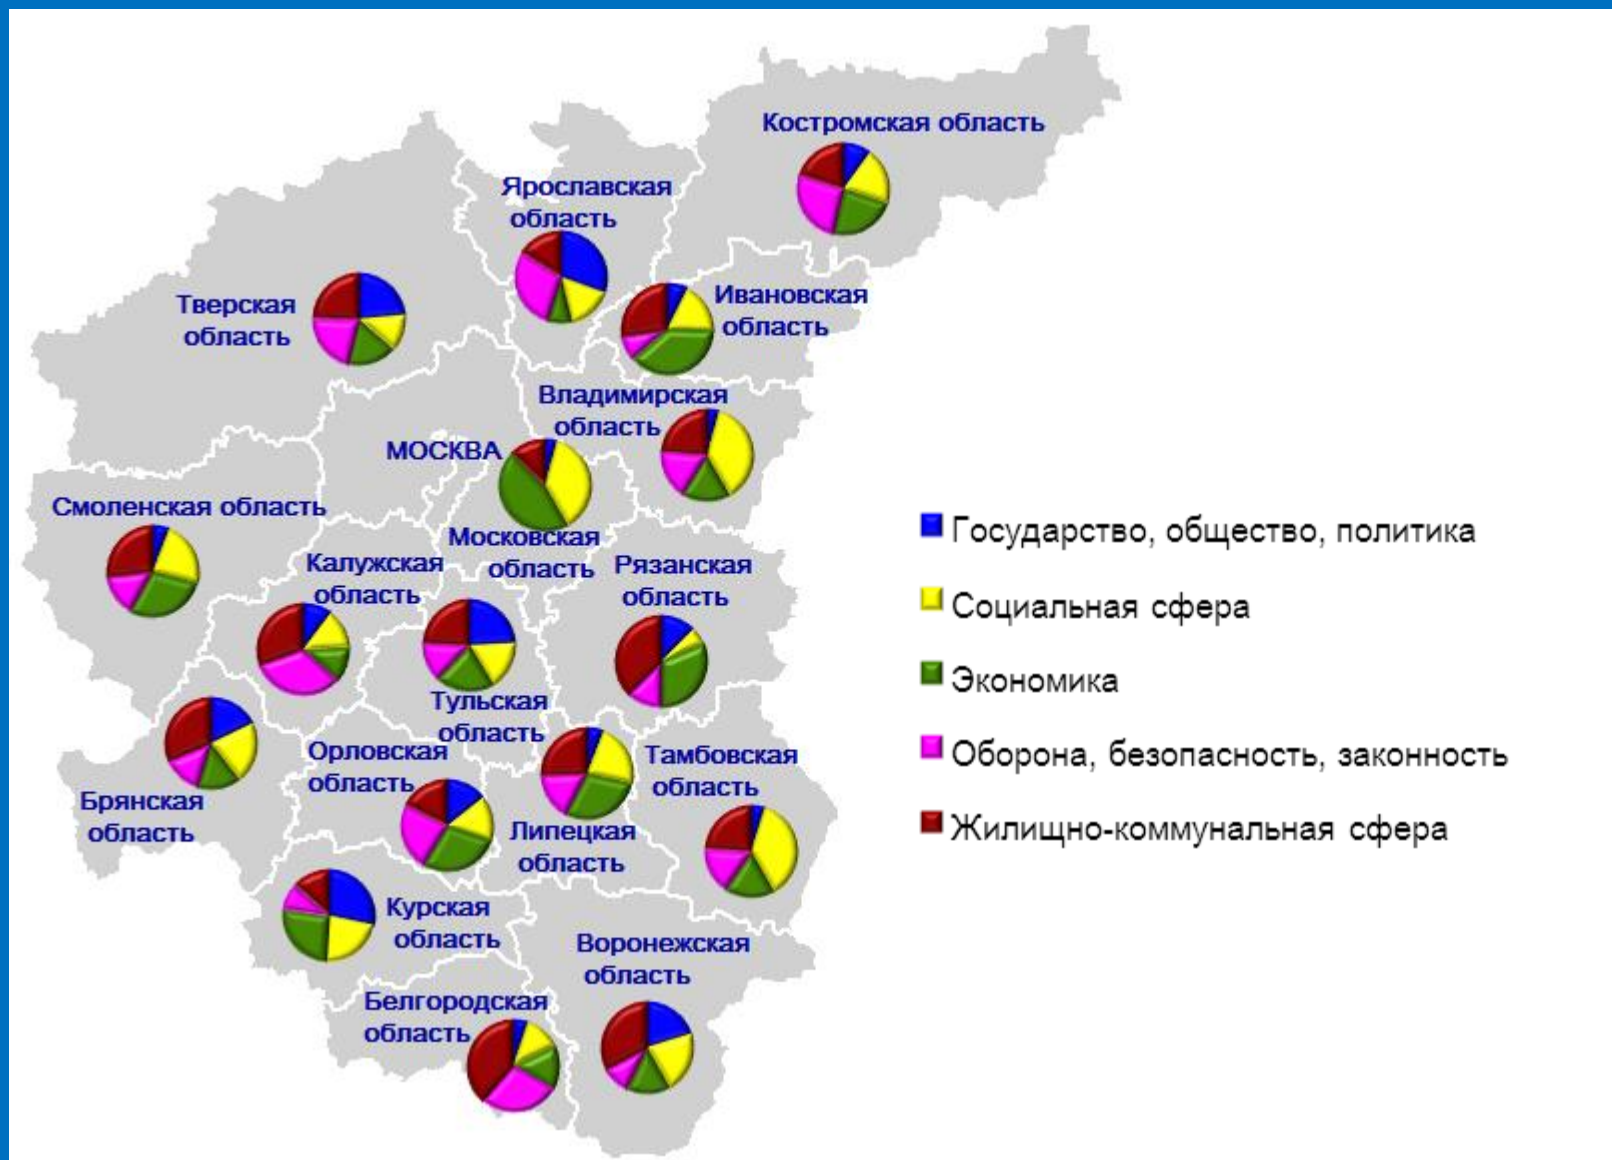 Костромская область
Ярославская
область
Тверская
область
Ивановская
область
Владимирская
область
МОСКВА
Смоленская область
Московская
область
Калужская
область
Рязанская
область
Тульская
область
Орловская
область
Тамбовская
область
Брянская
область
Липецкая
область
Курская
область
Воронежская
область
Белгородская
область
Государство, общество, политика
Социальная сфера
Экономика
Оборона, безопасность, законность
Жилищно-коммунальная сфера